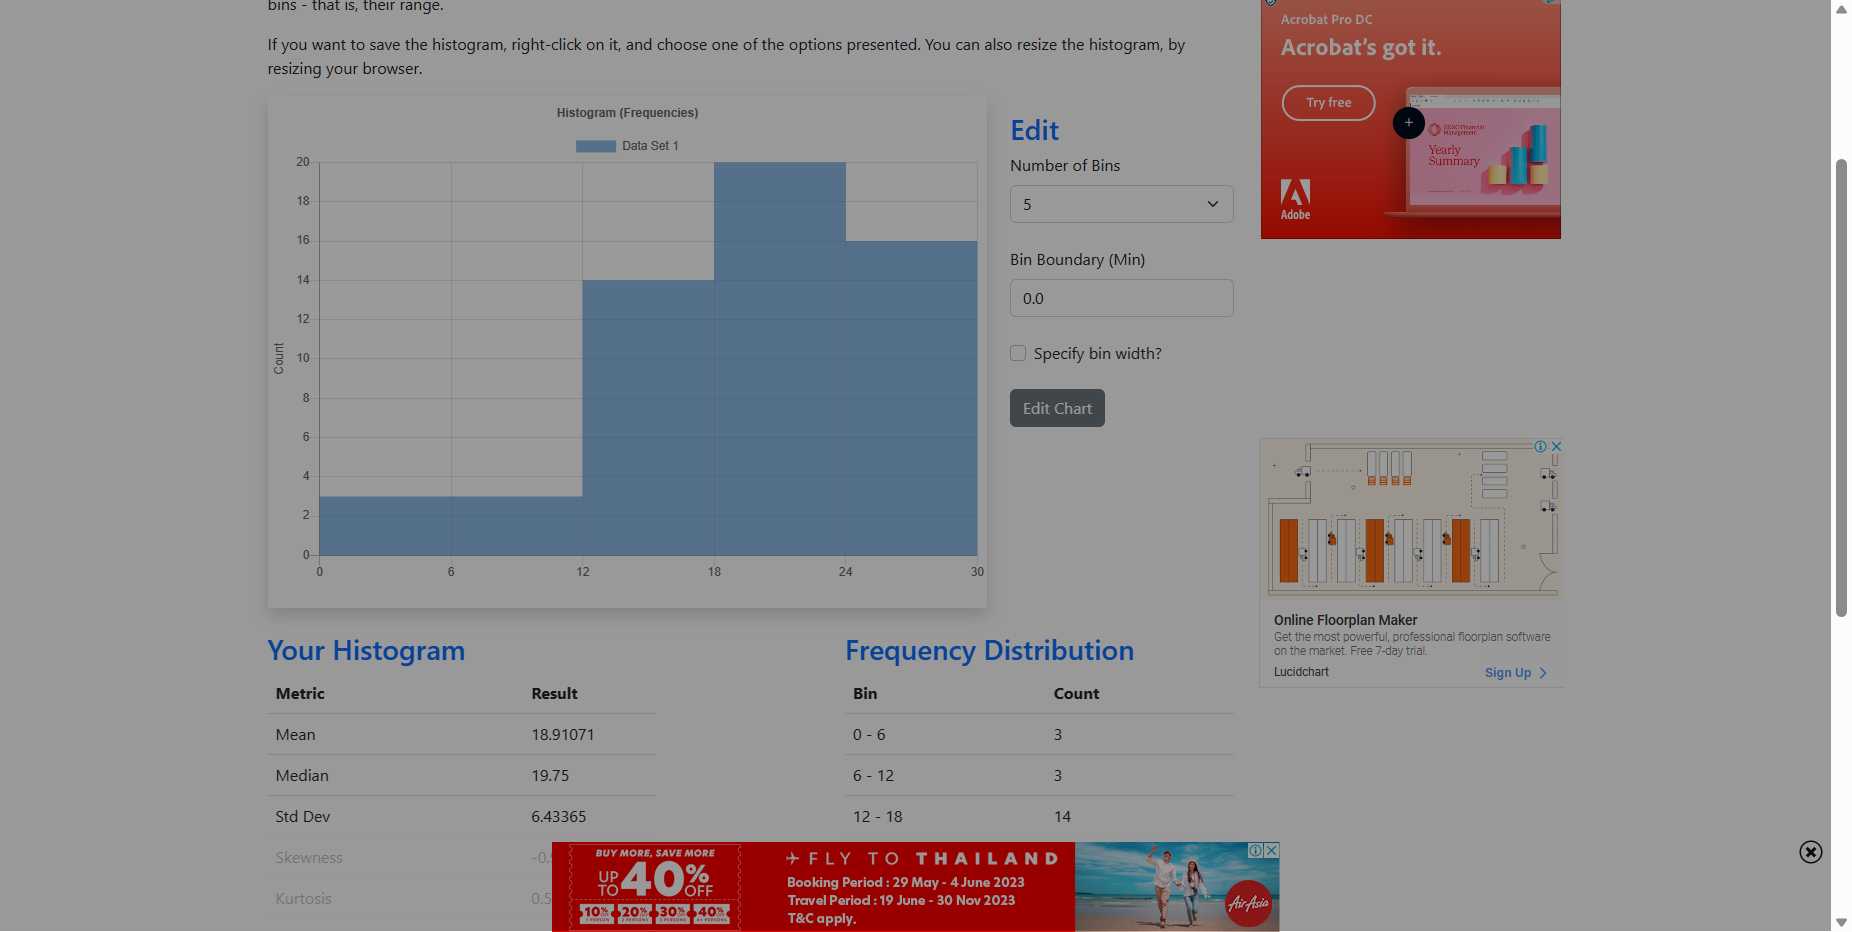 bins - that is, their range.
If you want to save the histogram, right-click on it, and choose one of the options presented. You can also resize the histogram, by
resizing your browser.
Histogram (Frequencies)
Data Set 1
20
18
16
14
12
10
8
6
4
2
0
Count
0 6 12 18 24 30
Edit
Number of Bins
5
Bin Boundary (Min)
0.0
Specify bin width?
Edit Chart
Your Histogram
Metric Result
Mean 18.91071
Median 19.75
Std Dev 6.43365
Skewness
Kurtosis
Frequency Distribution
Bin Count
0 - 6 3
6 - 12 3
12 - 18 14
Acrobat Pro DC
Acrobat’s got it.
Try free
Yearly
Summary
Adobe
Online Floorplan Maker
Get the most powerful, professional floorplan software
on the market. Free 7-day trial.
Lucidchart
Sign Up
BUY MORE, SAVE MORE
UP TO 40% OFF
10% 20% 30% 40%
FLY TO THAILAND
Booking Period : 29 May - 4 June 2023
Travel Period : 19 June - 30 Nov 2023
T&C apply.
AirAsia